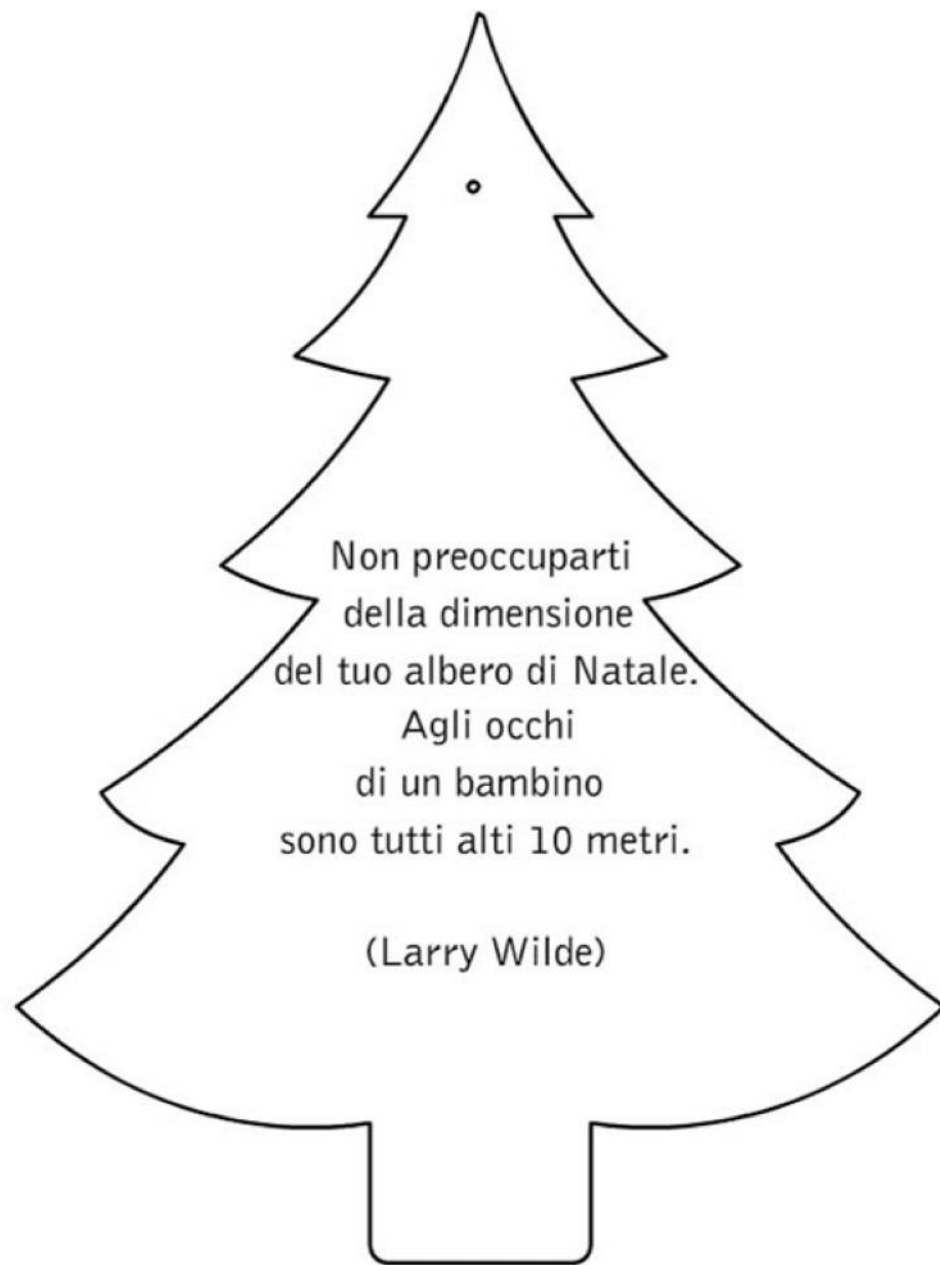 Non preoccuparti
della dimensione
del tuo albero di Natale.
Agli occhi
di un bambino
sono tutti alti 10 metri.
(Larry Wilde)